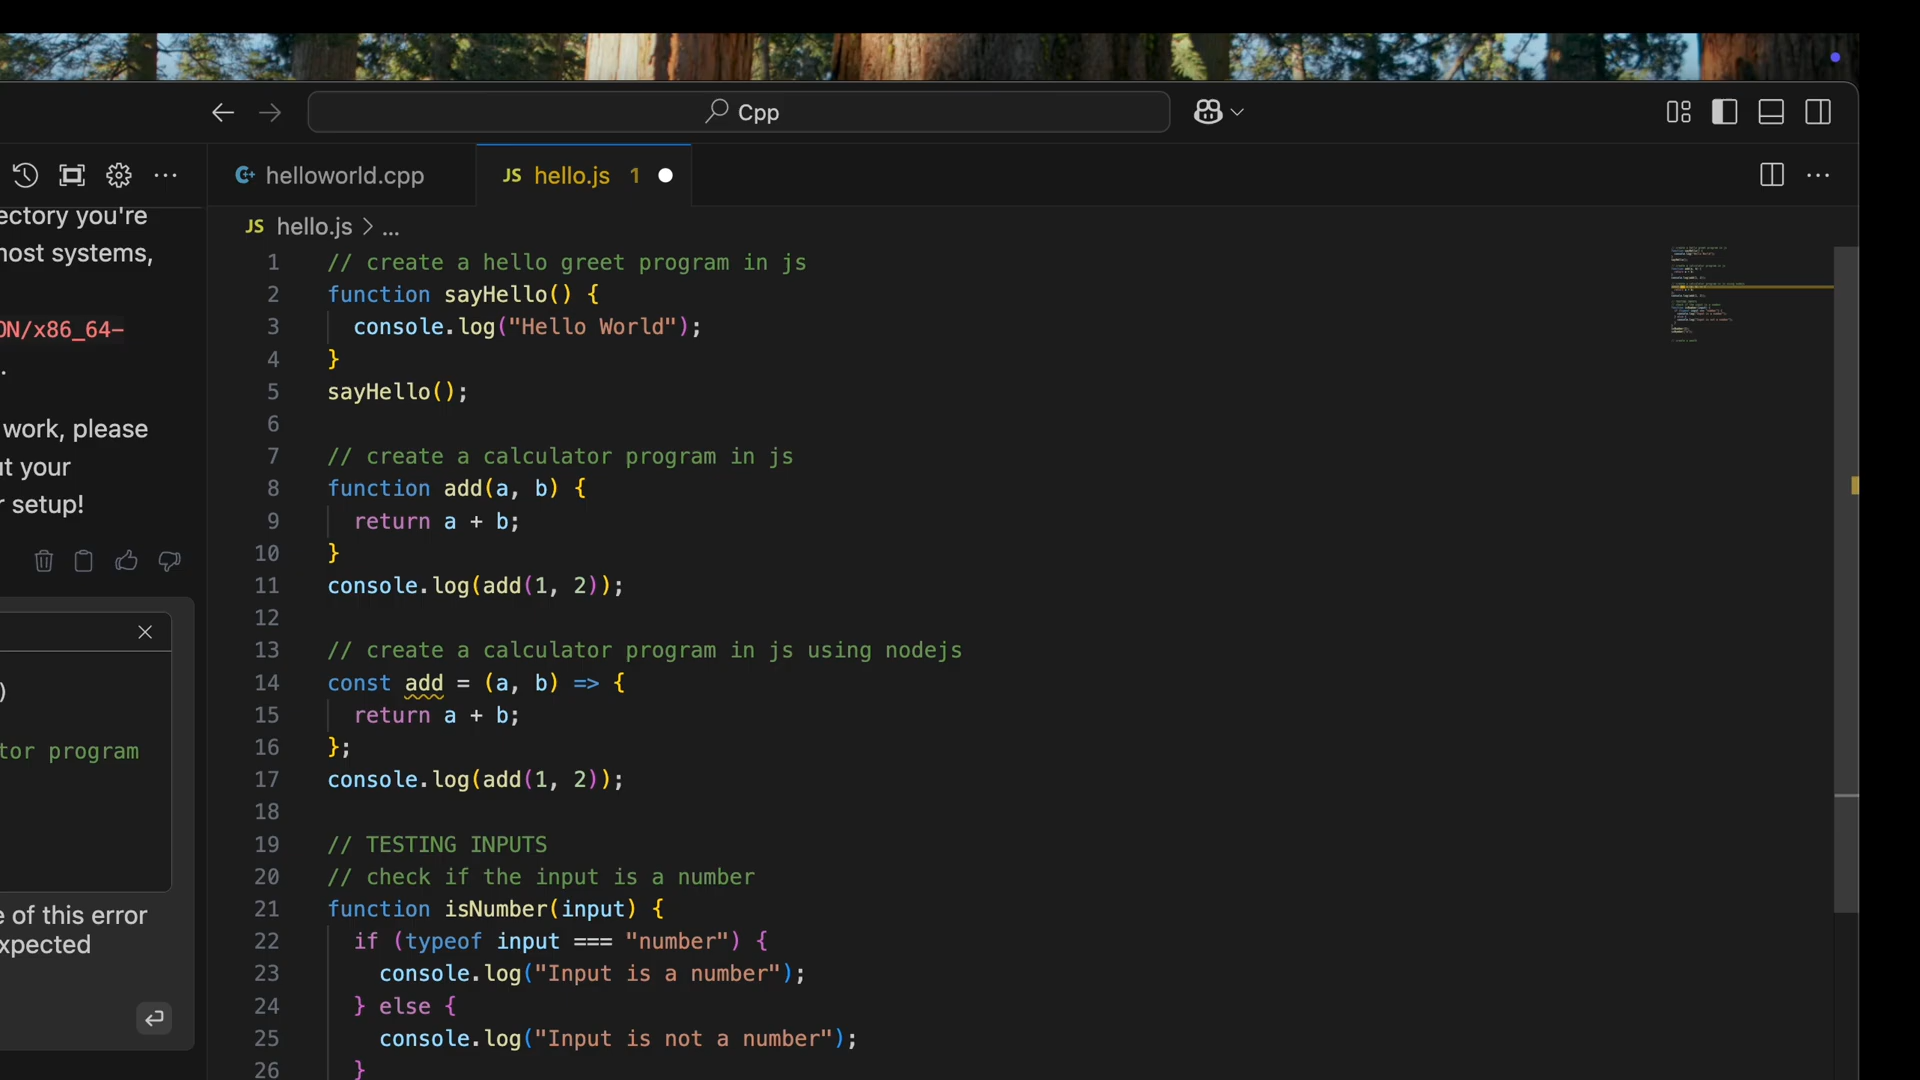 Cpp
helloworld.cpp
JS hello.js 1
JS hello.js > ...
ectory you're
nost systems,
ON/x86_64-
.
work, please
ut your
r setup!
)
tor program
e of this error
xpected
1 // create a hello greet program in js
2 function sayHello() {
3 console.log("Hello World");
4 }
5 sayHello();
6
7 // create a calculator program in js
8 function add(a, b) {
9 return a + b;
10 }
11 console.log(add(1, 2));
12
13 // create a calculator program in js using nodejs
14 const add = (a, b) => {
15 return a + b;
16 };
17 console.log(add(1, 2));
18
19 // TESTING INPUTS
20 // check if the input is a number
21 function isNumber(input) {
22 if (typeof input === "number") {
23 console.log("Input is a number");
24 } else {
25 console.log("Input is not a number");
26 }